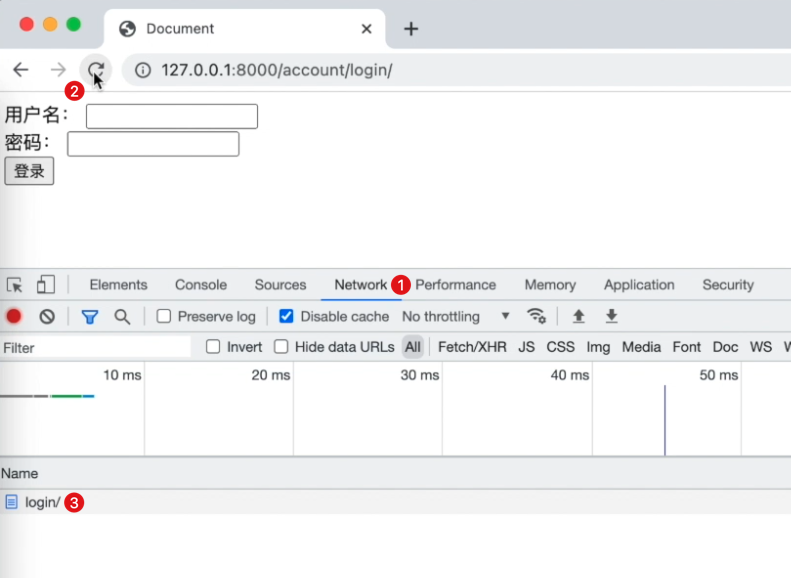 Document
127.0.0.1:8000/account/login/
2
用户名：
密码：
登录
Elements Console Sources Network 1 Performance Memory Application Security
Preserve log Disable cache No throttling
Filter Invert Hide data URLs All Fetch/XHR JS CSS Img Media Font Doc WS W
10 ms 20 ms 30 ms 40 ms 50 ms
Name
login/ 3